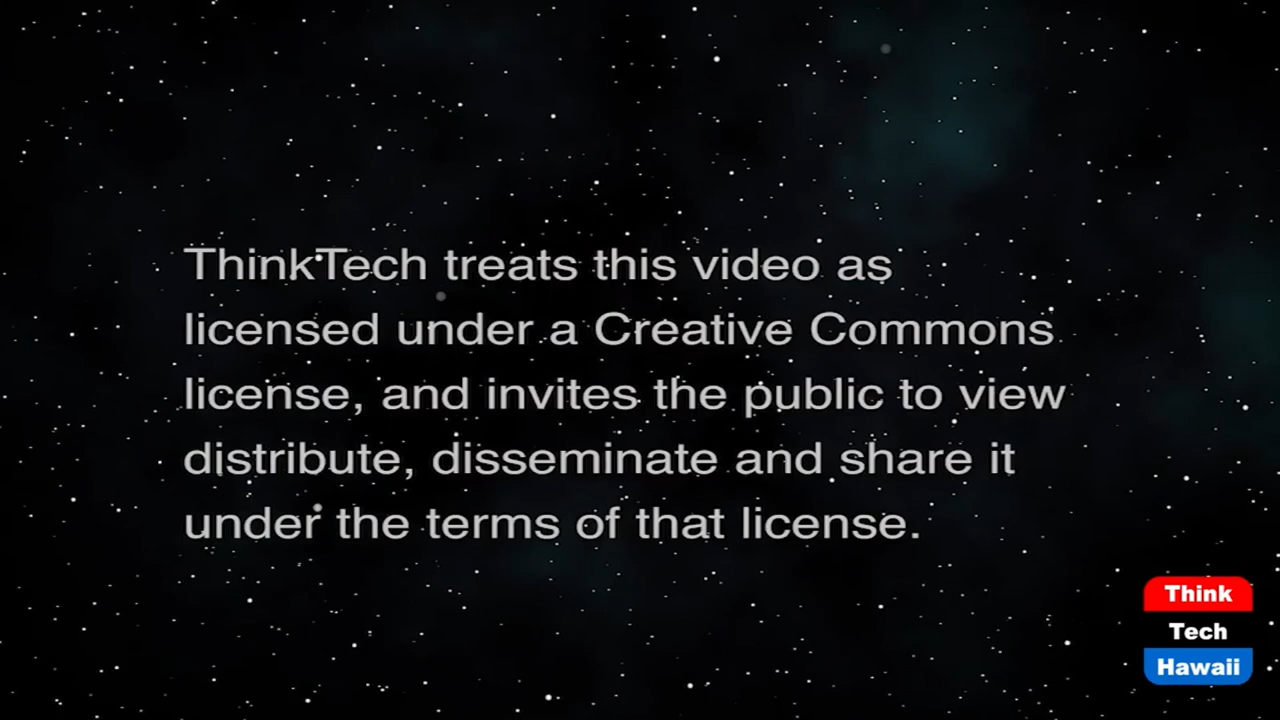 ThinkTech treats this video as
licensed under a Creative Commons
license, and invites the public to view
distribute, disseminate and share it
under the terms of that license.
Think
Tech
Hawaii